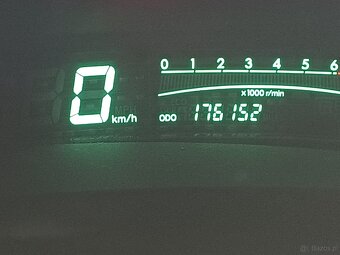 0 1 2 3 4 5 6
0 km/h
x1000 r/min
ODO 176152